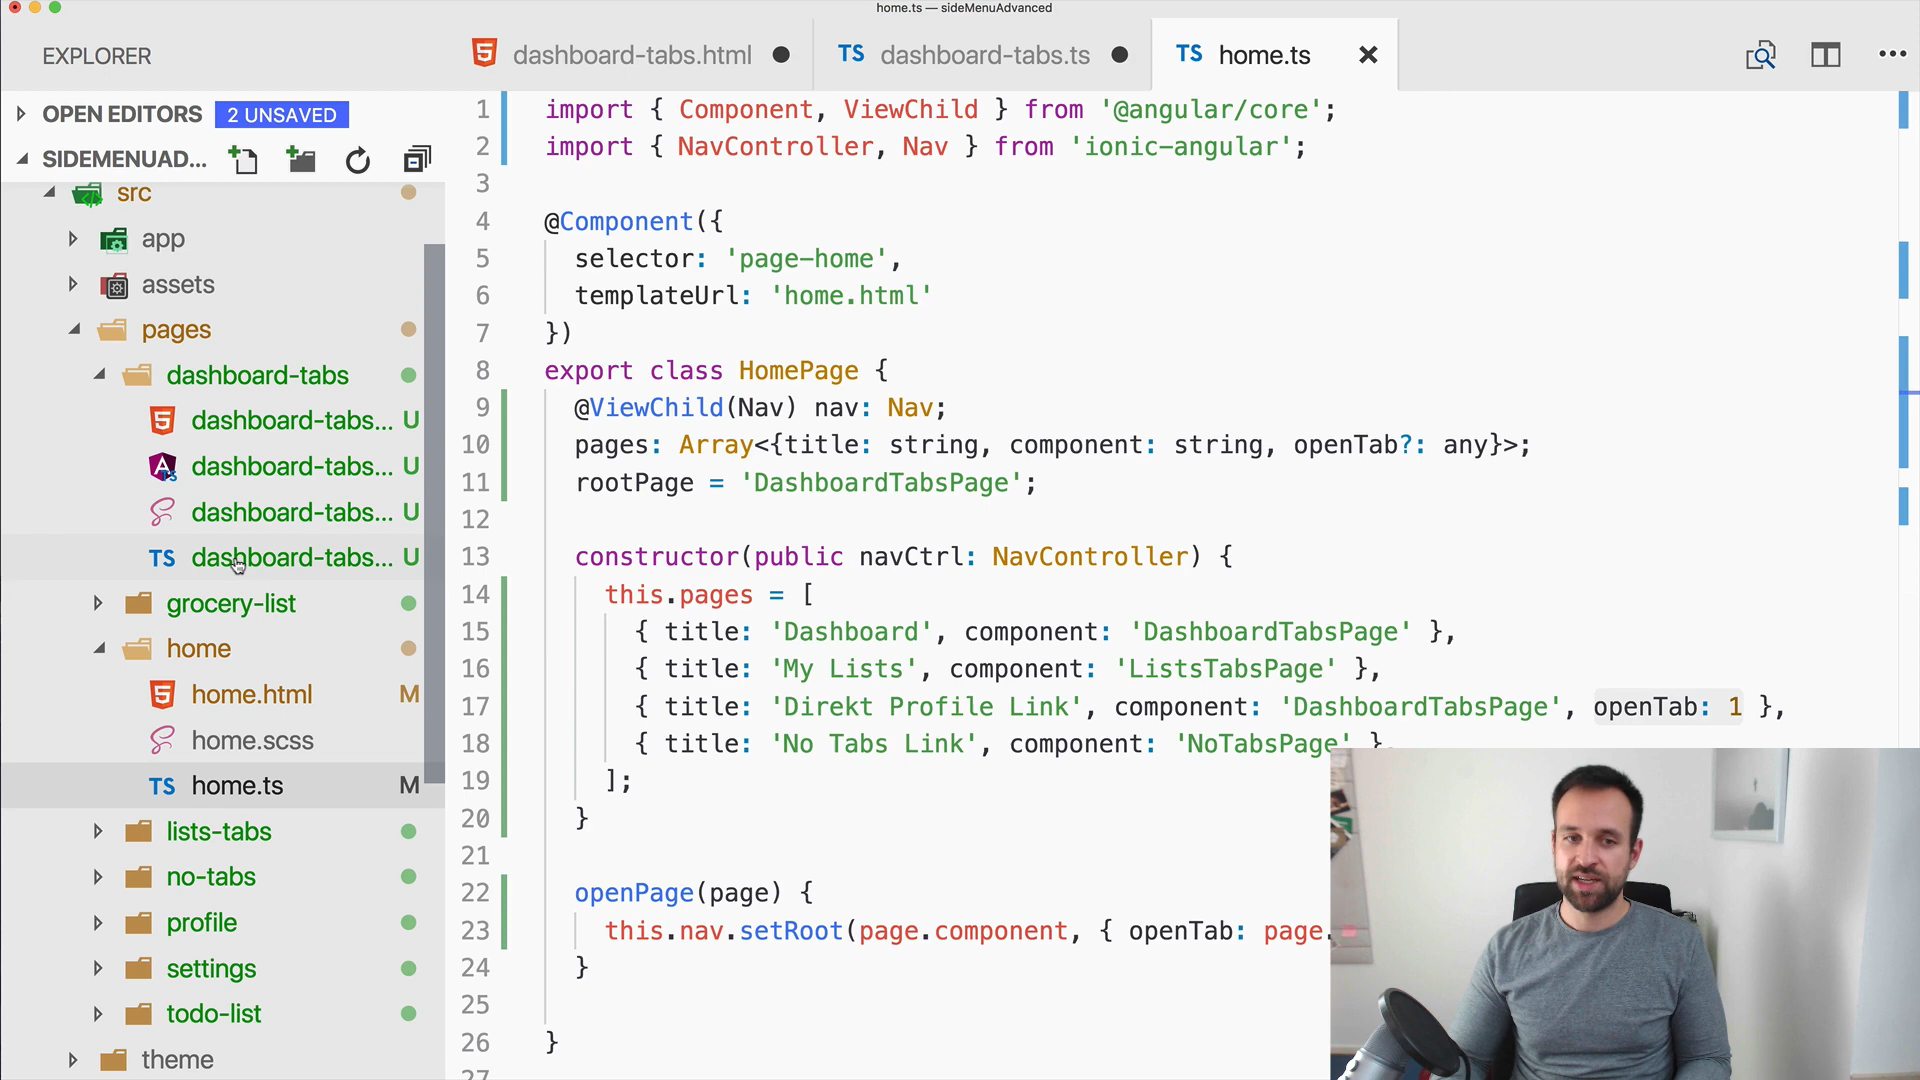 home.ts — sideMenuAdvanced
EXPLORER
dashboard-tabs.html
TS dashboard-tabs.ts
TS home.ts
OPEN EDITORS 2 UNSAVED
SIDEMENUAD...
src
app
assets
pages
dashboard-tabs
dashboard-tabs... U
dashboard-tabs... U
dashboard-tabs... U
TS dashboard-tabs... U
grocery-list
home
home.html M
home.scss
TS home.ts M
lists-tabs
no-tabs
profile
settings
todo-list
theme
1 import { Component, ViewChild } from '@angular/core';
2 import { NavController, Nav } from 'ionic-angular';
3
4 @Component({
5 selector: 'page-home',
6 templateUrl: 'home.html'
7 })
8 export class HomePage {
9 @ViewChild(Nav) nav: Nav;
10 pages: Array<{title: string, component: string, openTab?: any}>;
11 rootPage = 'DashboardTabsPage';
12
13 constructor(public navCtrl: NavController) {
14 this.pages = [
15 { title: 'Dashboard', component: 'DashboardTabsPage' },
16 { title: 'My Lists', component: 'ListsTabsPage' },
17 { title: 'Direkt Profile Link', component: 'DashboardTabsPage', openTab: 1 },
18 { title: 'No Tabs Link', component: 'NoTabsPage' },
19 ];
20 }
21
22 openPage(page) {
23 this.nav.setRoot(page.component, { openTab: page.
24 }
25
26 }
27